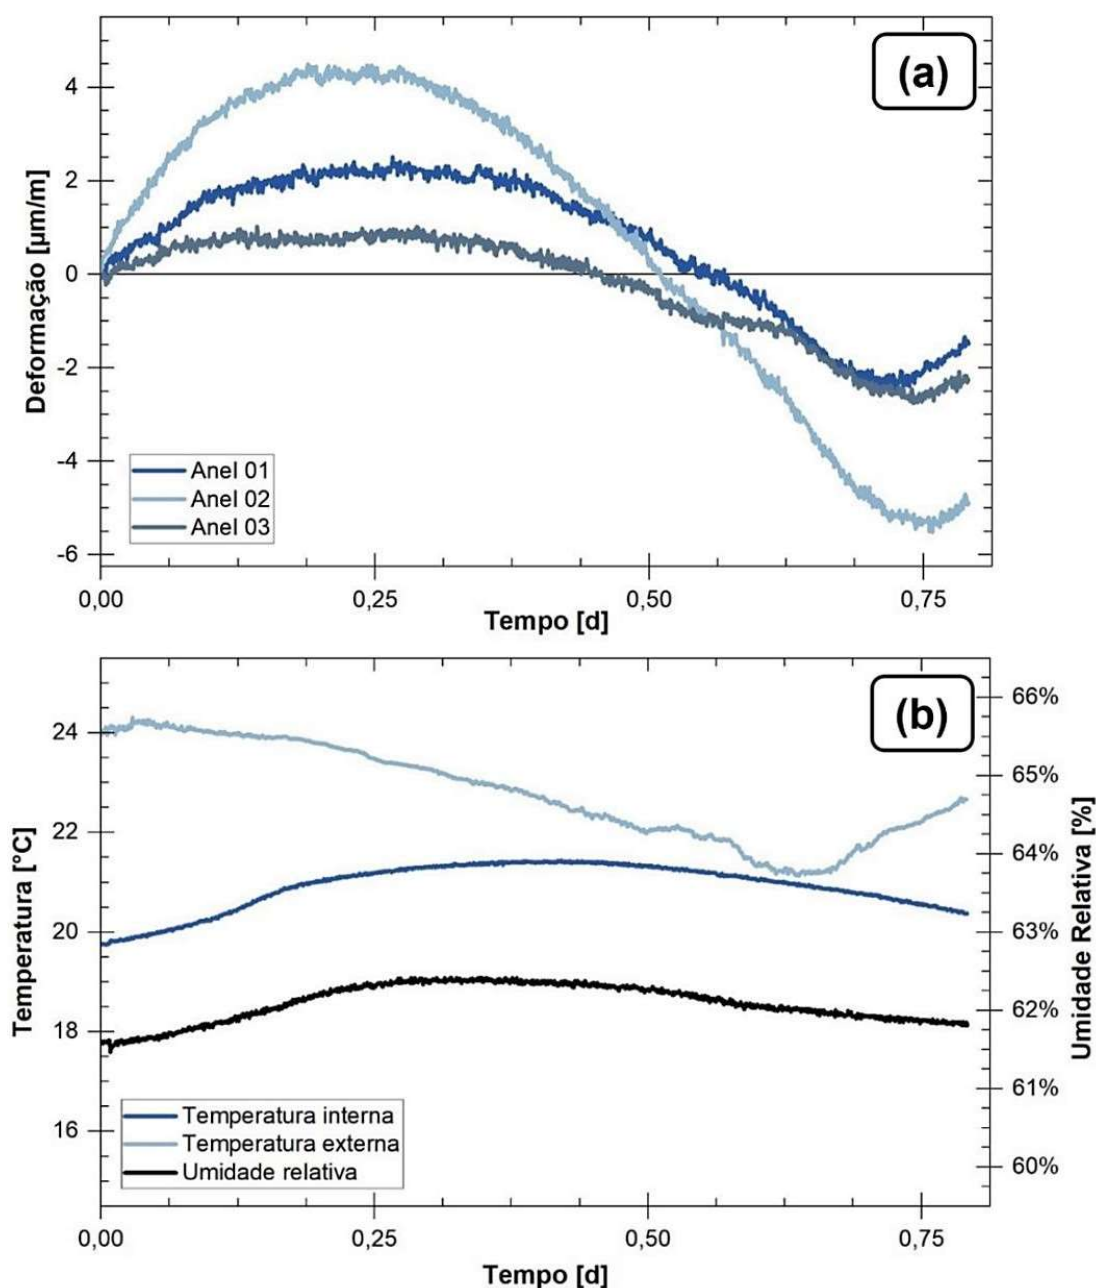 (a)
4
2
0
-2
-4
-6
Deformação [µm/m]
Anel 01
Anel 02
Anel 03
0,00 0,25 0,50 0,75
Tempo [d]
(b)
24
22
20
18
16
Temperatura [°C]
66%
65%
64%
63%
62%
61%
60%
Umidade Relativa [%]
Temperatura interna
Temperatura externa
Umidade relativa
0,00 0,25 0,50 0,75
Tempo [d]